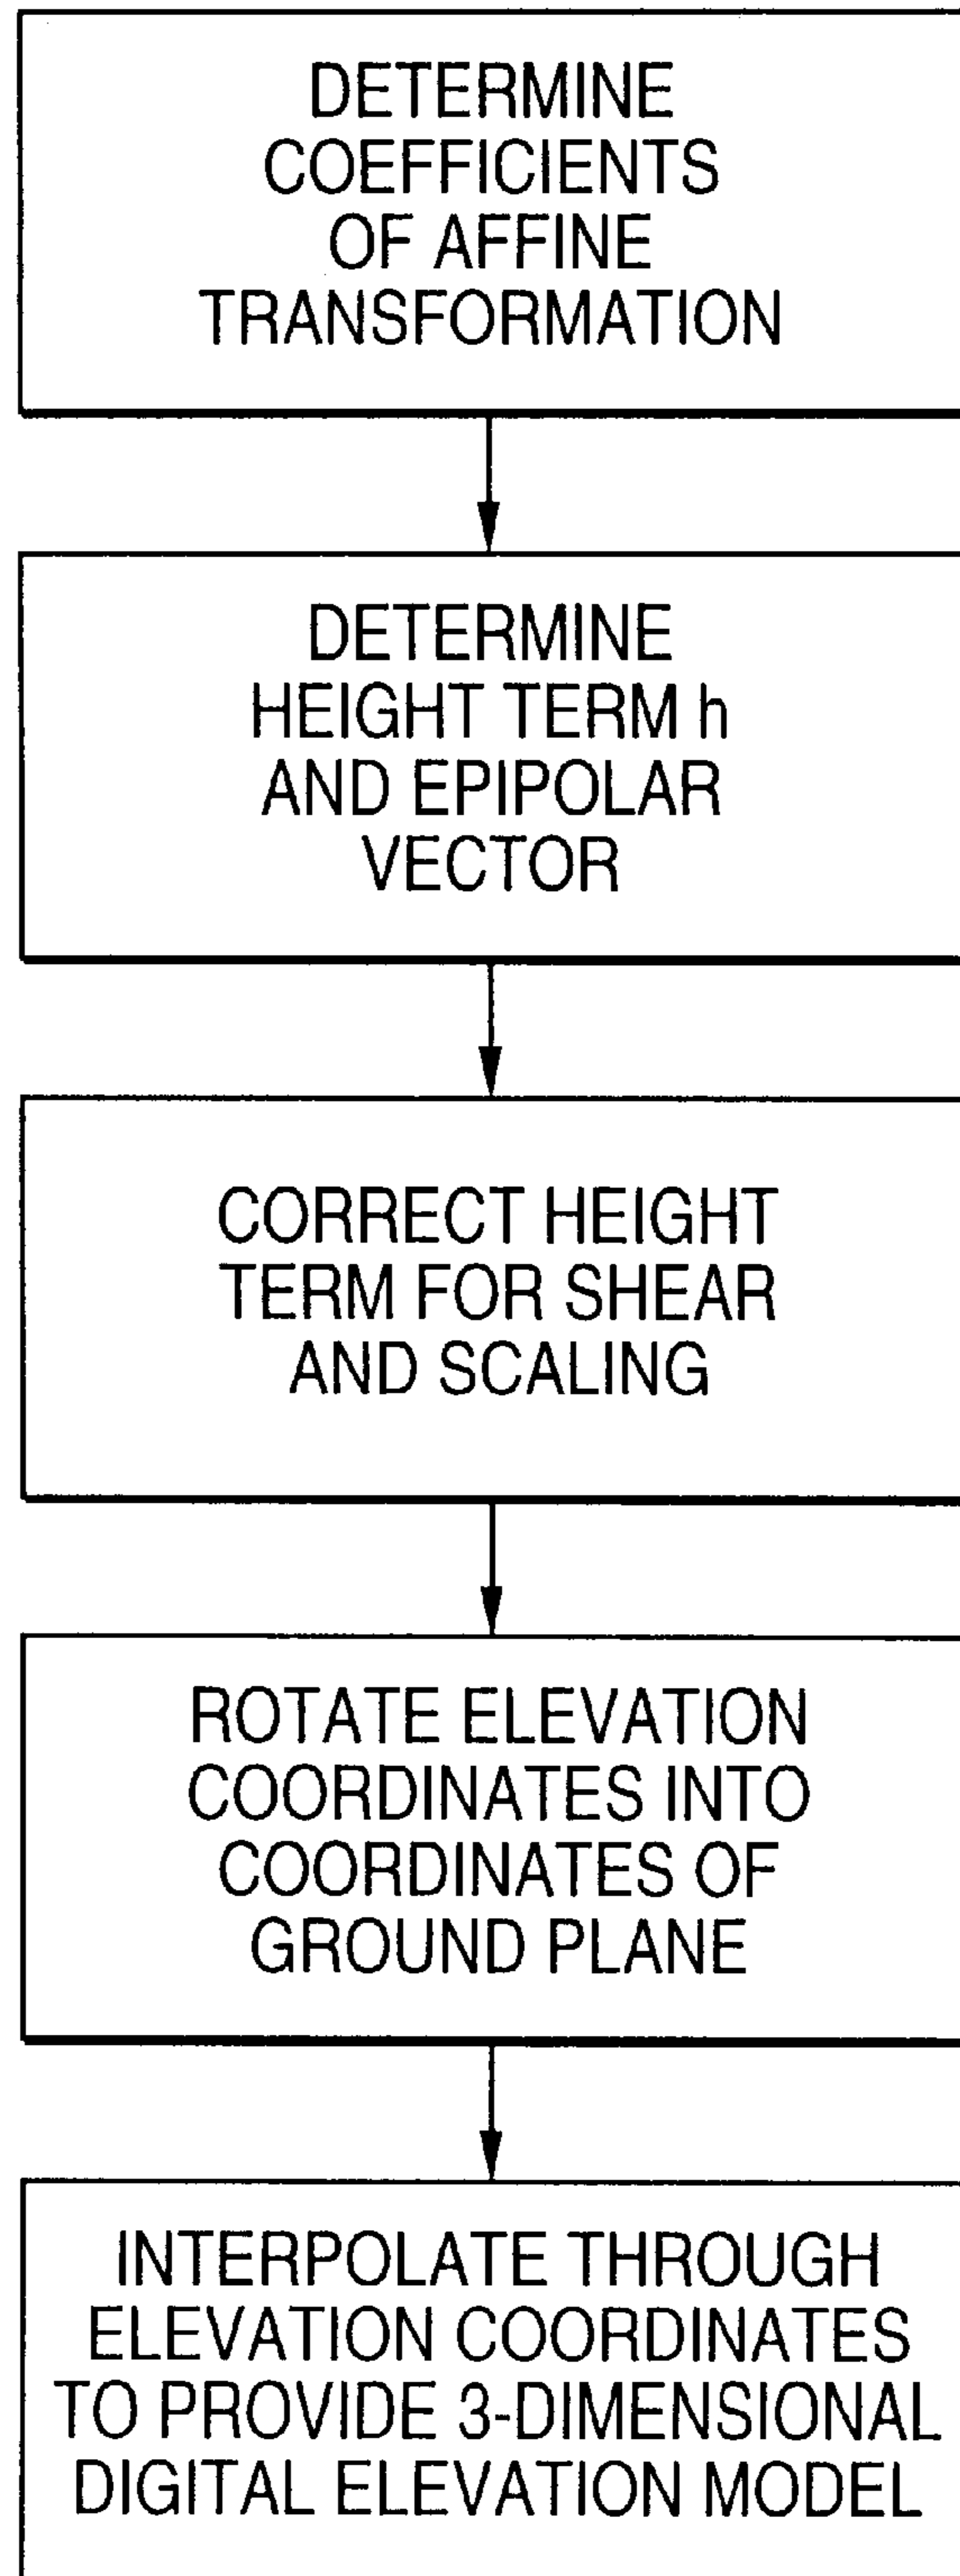 DETERMINE
COEFFICIENTS
OF AFFINE
TRANSFORMATION
DETERMINE
HEIGHT TERM h
AND EPIPOLAR
VECTOR
CORRECT HEIGHT
TERM FOR SHEAR
AND SCALING
ROTATE ELEVATION
COORDINATES INTO
COORDINATES OF
GROUND PLANE
INTERPOLATE THROUGH
ELEVATION COORDINATES
TO PROVIDE 3-DIMENSIONAL
DIGITAL ELEVATION MODEL